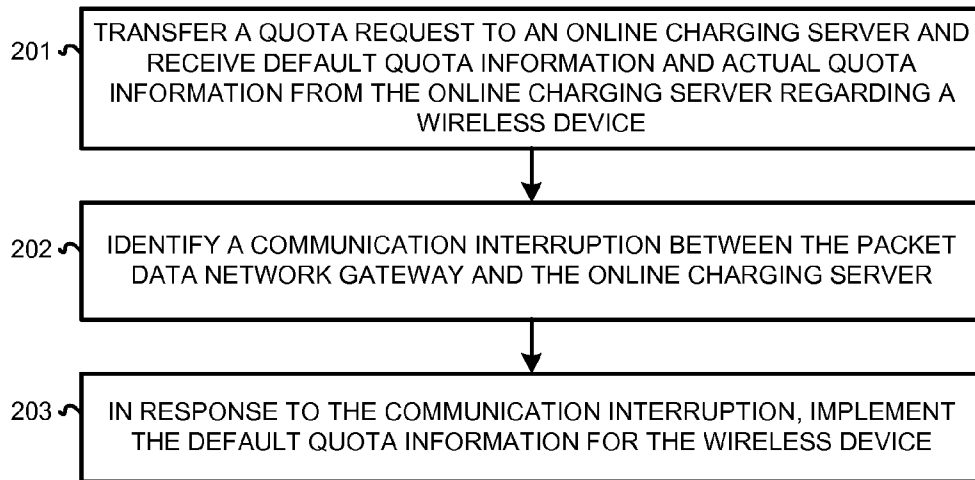 201
TRANSFER A QUOTA REQUEST TO AN ONLINE CHARGING SERVER AND
RECEIVE DEFAULT QUOTA INFORMATION AND ACTUAL QUOTA
INFORMATION FROM THE ONLINE CHARGING SERVER REGARDING A
WIRELESS DEVICE
202
IDENTIFY A COMMUNICATION INTERRUPTION BETWEEN THE PACKET
DATA NETWORK GATEWAY AND THE ONLINE CHARGING SERVER
203
IN RESPONSE TO THE COMMUNICATION INTERRUPTION, IMPLEMENT
THE DEFAULT QUOTA INFORMATION FOR THE WIRELESS DEVICE